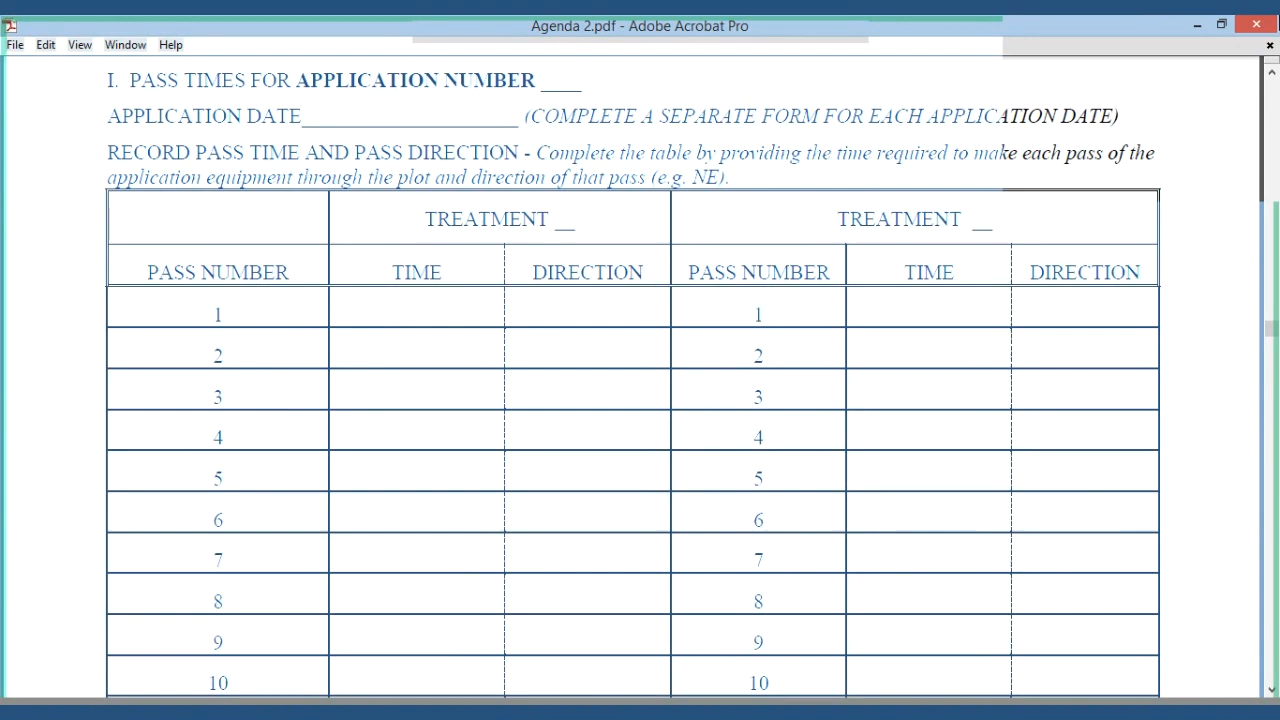 Agenda 2.pdf - Adobe Acrobat Pro
File Edit View Window Help
I. PASS TIMES FOR APPLICATION NUMBER ____
APPLICATION DATE______________________ (COMPLETE A SEPARATE FORM FOR EACH APPLICATION DATE)
RECORD PASS TIME AND PASS DIRECTION - Complete the table by providing the time required to make each pass of the
application equipment through the plot and direction of that pass (e.g. NE).
TREATMENT __ TREATMENT __
PASS NUMBER TIME DIRECTION PASS NUMBER TIME DIRECTION
1 1
2 2
3 3
4 4
5 5
6 6
7 7
8 8
9 9
10 10